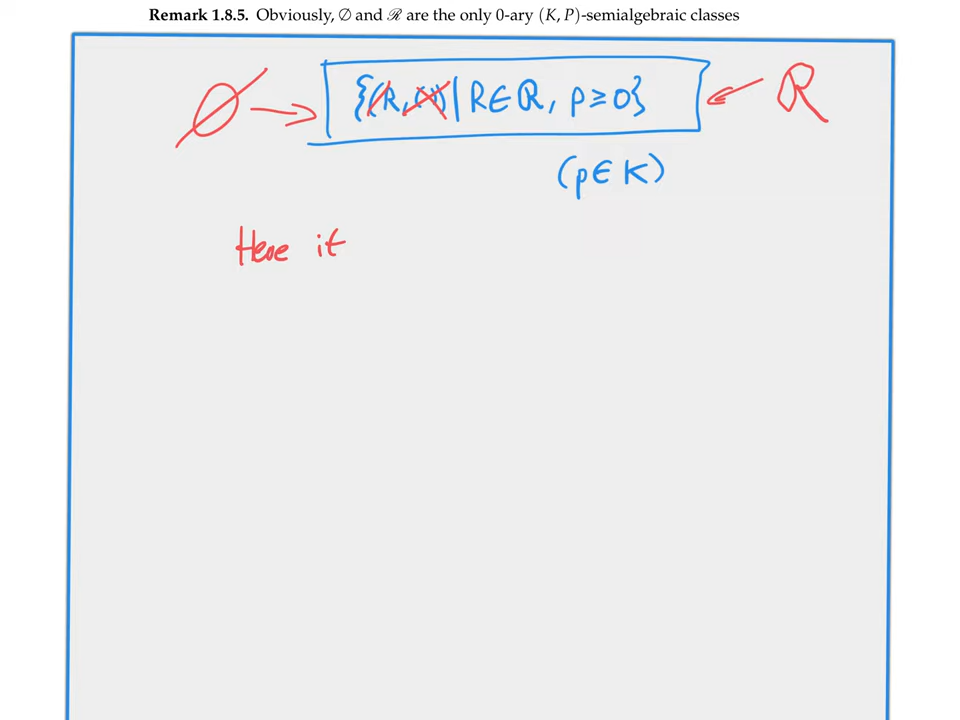 Remark 1.8.5. Obviously, ∅ and ℛ are the only 0-ary (K, P)-semialgebraic classes
∅ → {(R, ()) | R ∈ ℛ, p ≥ 0} ← ℛ
(p ∈ K)
Here it